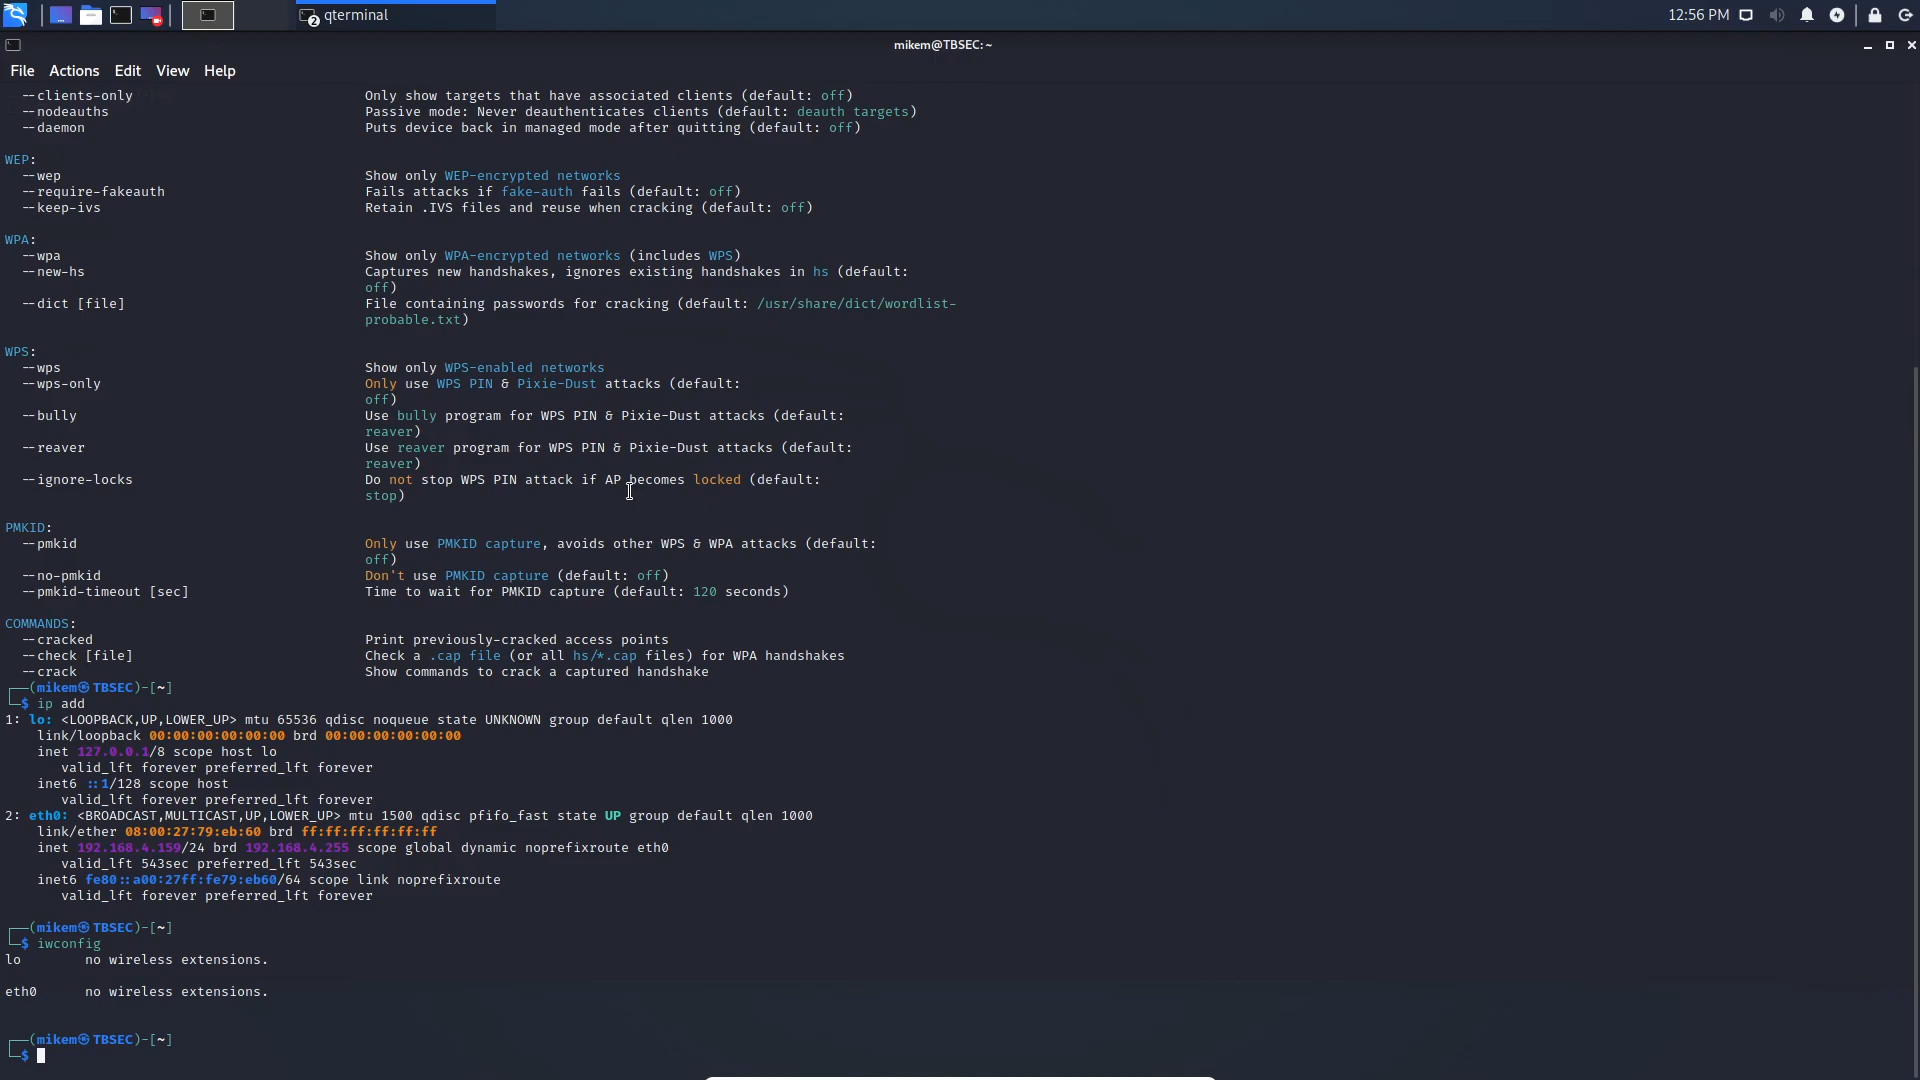 2 qterminal
12:56 PM
mikem@TBSEC: ~
File Actions Edit View Help
--clients-only Only show targets that have associated clients (default: off)
--nodeauths Passive mode: Never deauthenticates clients (default: deauth targets)
--daemon Puts device back in managed mode after quitting (default: off)
WEP:
--wep Show only WEP-encrypted networks
--require-fakeauth Fails attacks if fake-auth fails (default: off)
--keep-ivs Retain .IVS files and reuse when cracking (default: off)
WPA:
--wpa Show only WPA-encrypted networks (includes WPS)
--new-hs Captures new handshakes, ignores existing handshakes in hs (default:
off)
--dict [file] File containing passwords for cracking (default: /usr/share/dict/wordlist-
probable.txt)
WPS:
--wps Show only WPS-enabled networks
--wps-only Only use WPS PIN & Pixie-Dust attacks (default:
off)
--bully Use bully program for WPS PIN & Pixie-Dust attacks (default:
reaver)
--reaver Use reaver program for WPS PIN & Pixie-Dust attacks (default:
reaver)
--ignore-locks Do not stop WPS PIN attack if AP becomes locked (default:
stop)
PMKID:
--pmkid Only use PMKID capture, avoids other WPS & WPA attacks (default:
off)
--no-pmkid Don't use PMKID capture (default: off)
--pmkid-timeout [sec] Time to wait for PMKID capture (default: 120 seconds)
COMMANDS:
--cracked Print previously-cracked access points
--check [file] Check a .cap file (or all hs/*.cap files) for WPA handshakes
--crack Show commands to crack a captured handshake
┌──(mikem㉿TBSEC)-[~]
└─$ ip add
1: lo: <LOOPBACK,UP,LOWER_UP> mtu 65536 qdisc noqueue state UNKNOWN group default qlen 1000
link/loopback 00:00:00:00:00:00 brd 00:00:00:00:00:00
inet 127.0.0.1/8 scope host lo
valid_lft forever preferred_lft forever
inet6 ::1/128 scope host
valid_lft forever preferred_lft forever
2: eth0: <BROADCAST,MULTICAST,UP,LOWER_UP> mtu 1500 qdisc pfifo_fast state UP group default qlen 1000
link/ether 08:00:27:79:eb:60 brd ff:ff:ff:ff:ff:ff
inet 192.168.4.159/24 brd 192.168.4.255 scope global dynamic noprefixroute eth0
valid_lft 543sec preferred_lft 543sec
inet6 fe80::a00:27ff:fe79:eb60/64 scope link noprefixroute
valid_lft forever preferred_lft forever
┌──(mikem㉿TBSEC)-[~]
└─$ iwconfig
lo no wireless extensions.
eth0 no wireless extensions.
┌──(mikem㉿TBSEC)-[~]
└─$